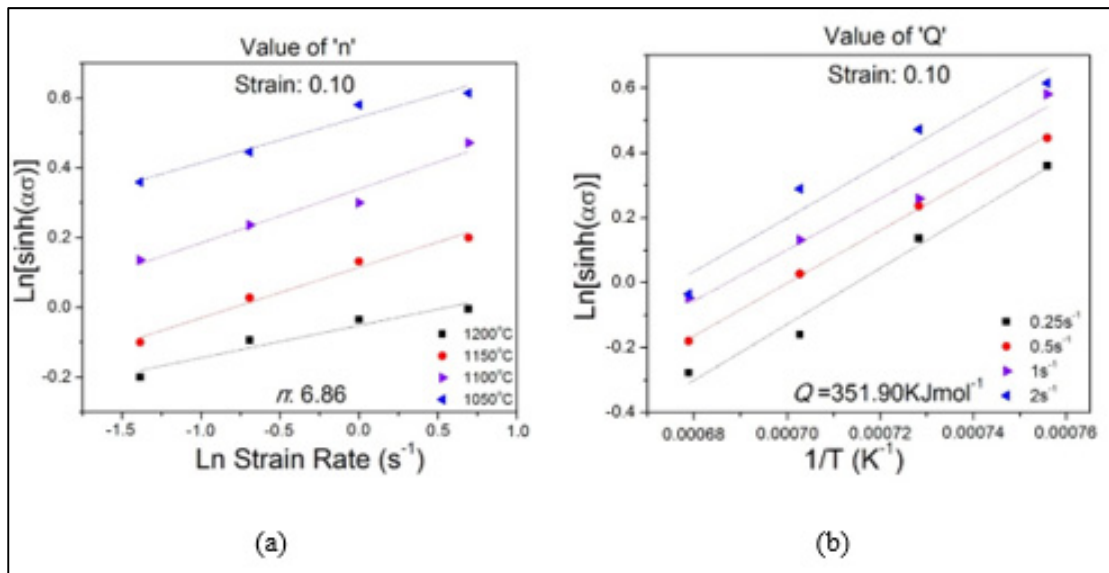 Value of 'n'
Strain: 0.10
Ln[sinh(ασ)]
0.6
0.4
0.2
0.0
-0.2
1200°C
1150°C
1100°C
1050°C
n: 6.86
-1.5 -1.0 -0.5 0.0 0.5 1.0
Ln Strain Rate (s⁻¹)
(a)
Value of 'Q'
Strain: 0.10
Ln[sinh(ασ)]
0.6
0.4
0.2
0.0
-0.2
-0.4
0.25s⁻¹
0.5s⁻¹
1s⁻¹
2s⁻¹
Q =351.90KJmol⁻¹
0.00068 0.00070 0.00072 0.00074 0.00076
1/T (K⁻¹)
(b)